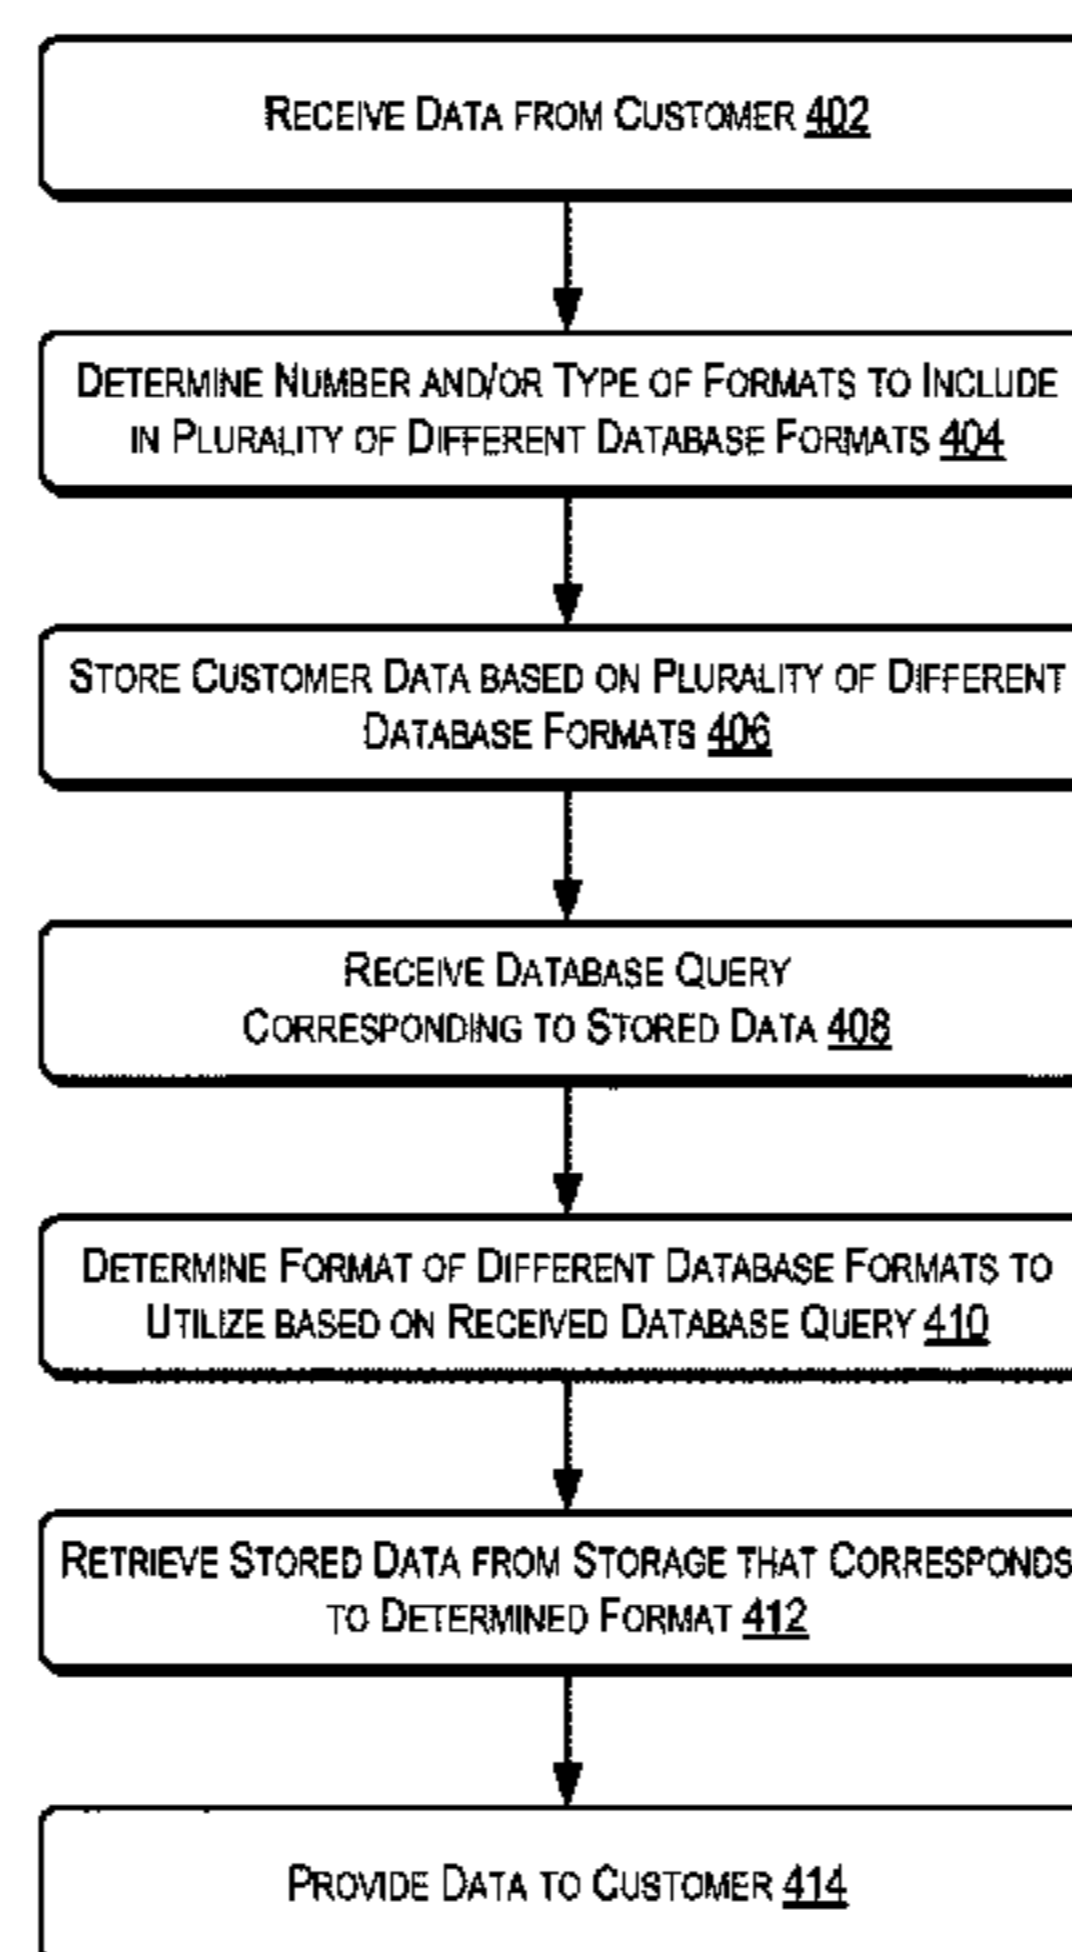 RECEIVE DATA FROM CUSTOMER 402
DETERMINE NUMBER AND/OR TYPE OF FORMATS TO INCLUDE
IN PLURALITY OF DIFFERENT DATABASE FORMATS 404
STORE CUSTOMER DATA BASED ON PLURALITY OF DIFFERENT
DATABASE FORMATS 406
RECEIVE DATABASE QUERY
CORRESPONDING TO STORED DATA 408
DETERMINE FORMAT OF DIFFERENT DATABASE FORMATS TO
UTILIZE BASED ON RECEIVED DATABASE QUERY 410
RETRIEVE STORED DATA FROM STORAGE THAT CORRESPONDS
TO DETERMINED FORMAT 412
PROVIDE DATA TO CUSTOMER 414